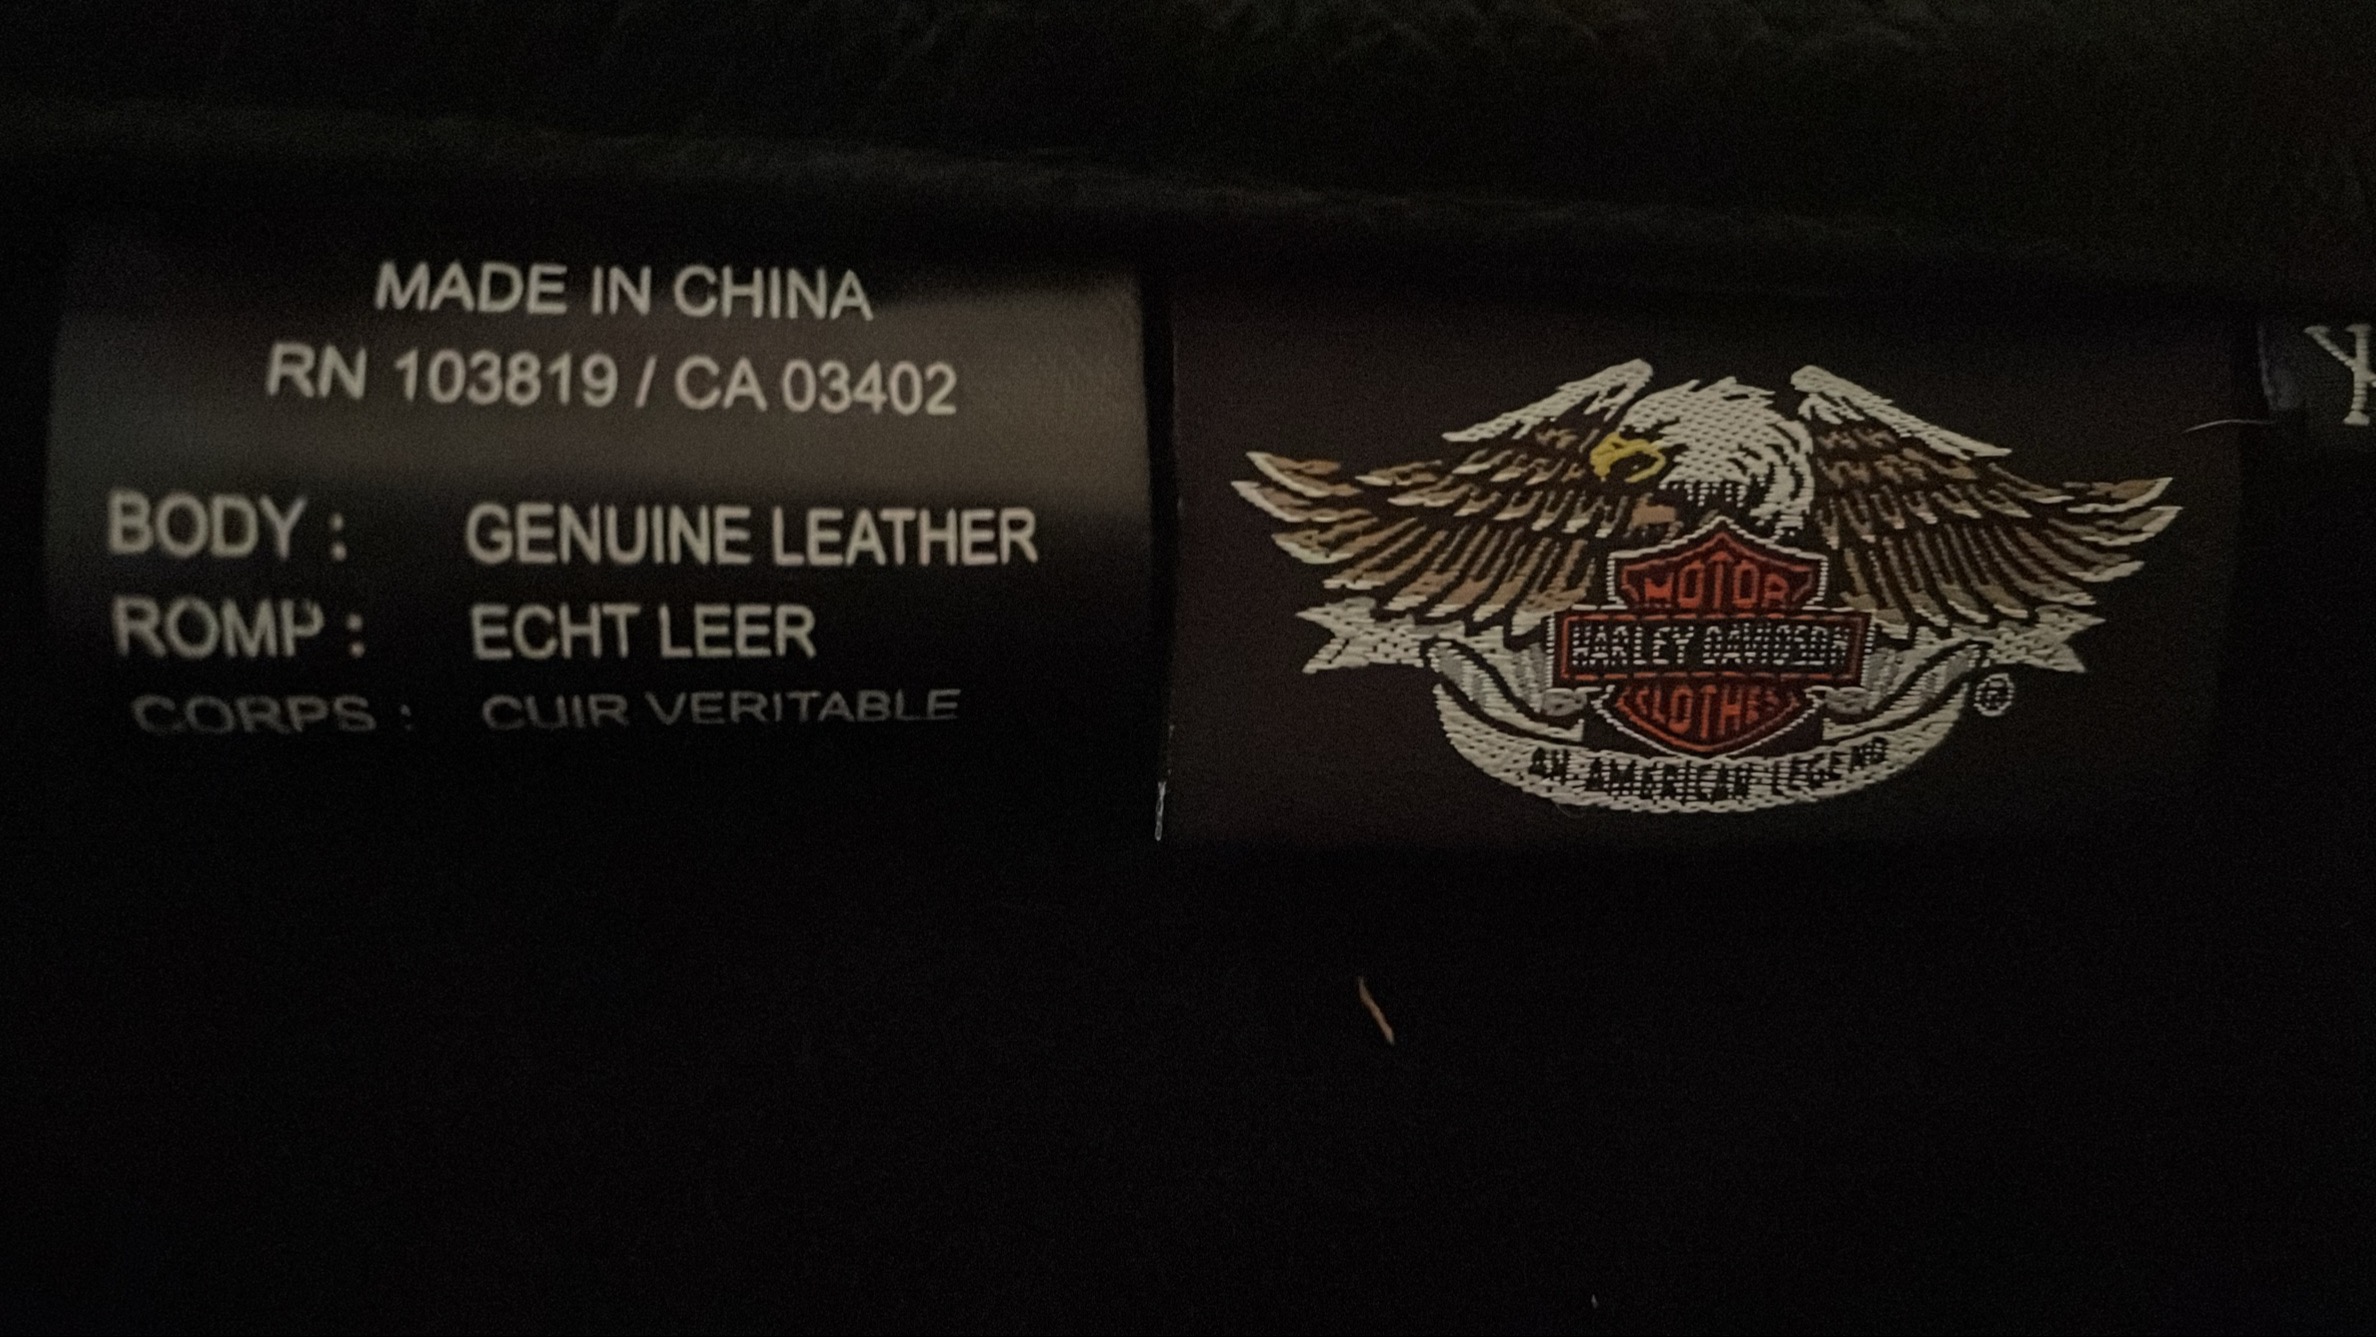 MADE IN CHINA
RN 103819 / CA 03402
BODY : GENUINE LEATHER
ROMP : ECHT LEER
CORPS : CUIR VERITABLE
MOTOR
HARLEY-DAVIDSON
CLOTHES
®
AN AMERICAN LEGEND